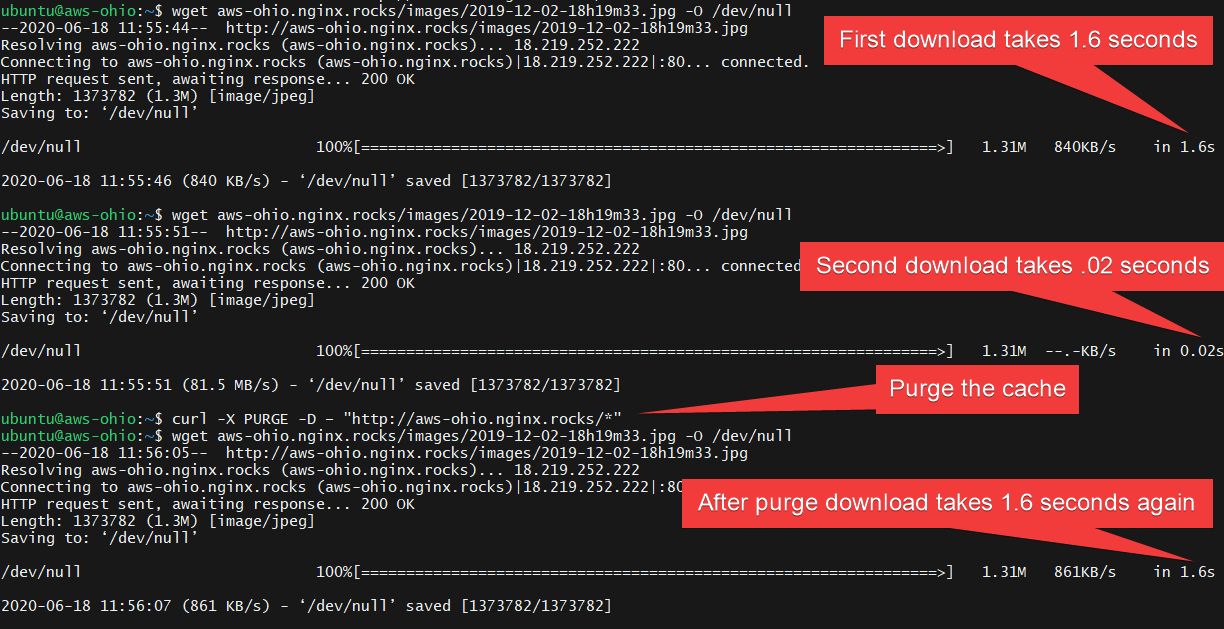 ubuntu@aws-ohio:~$ wget aws-ohio.nginx.rocks/images/2019-12-02-18h19m33.jpg -O /dev/null
--2020-06-18 11:55:44--  http://aws-ohio.nginx.rocks/images/2019-12-02-18h19m33.jpg
First download takes 1.6 seconds
Resolving aws-ohio.nginx.rocks (aws-ohio.nginx.rocks)... 18.219.252.222
Connecting to aws-ohio.nginx.rocks (aws-ohio.nginx.rocks)|18.219.252.222|:80... connected.
HTTP request sent, awaiting response... 200 OK
Length: 1373782 (1.3M) [image/jpeg]
Saving to: ‘/dev/null’
/dev/null 100%[================================================================>] 1.31M 840KB/s in 1.6s
2020-06-18 11:55:46 (840 KB/s) - ‘/dev/null’ saved [1373782/1373782]
ubuntu@aws-ohio:~$ wget aws-ohio.nginx.rocks/images/2019-12-02-18h19m33.jpg -O /dev/null
--2020-06-18 11:55:51--  http://aws-ohio.nginx.rocks/images/2019-12-02-18h19m33.jpg
Resolving aws-ohio.nginx.rocks (aws-ohio.nginx.rocks)... 18.219.252.222
Connecting to aws-ohio.nginx.rocks (aws-ohio.nginx.rocks)|18.219.252.222|:80... connected
Second download takes .02 seconds
HTTP request sent, awaiting response... 200 OK
Length: 1373782 (1.3M) [image/jpeg]
Saving to: ‘/dev/null’
/dev/null 100%[================================================================>] 1.31M --.-KB/s in 0.02s
2020-06-18 11:55:51 (81.5 MB/s) - ‘/dev/null’ saved [1373782/1373782]
Purge the cache
ubuntu@aws-ohio:~$ curl -X PURGE -D - "http://aws-ohio.nginx.rocks/*"
ubuntu@aws-ohio:~$ wget aws-ohio.nginx.rocks/images/2019-12-02-18h19m33.jpg -O /dev/null
--2020-06-18 11:56:05--  http://aws-ohio.nginx.rocks/images/2019-12-02-18h19m33.jpg
Resolving aws-ohio.nginx.rocks (aws-ohio.nginx.rocks)... 18.219.252.222
Connecting to aws-ohio.nginx.rocks (aws-ohio.nginx.rocks)|18.219.252.222|:80
After purge download takes 1.6 seconds again
HTTP request sent, awaiting response... 200 OK
Length: 1373782 (1.3M) [image/jpeg]
Saving to: ‘/dev/null’
/dev/null 100%[================================================================>] 1.31M 861KB/s in 1.6s
2020-06-18 11:56:07 (861 KB/s) - ‘/dev/null’ saved [1373782/1373782]